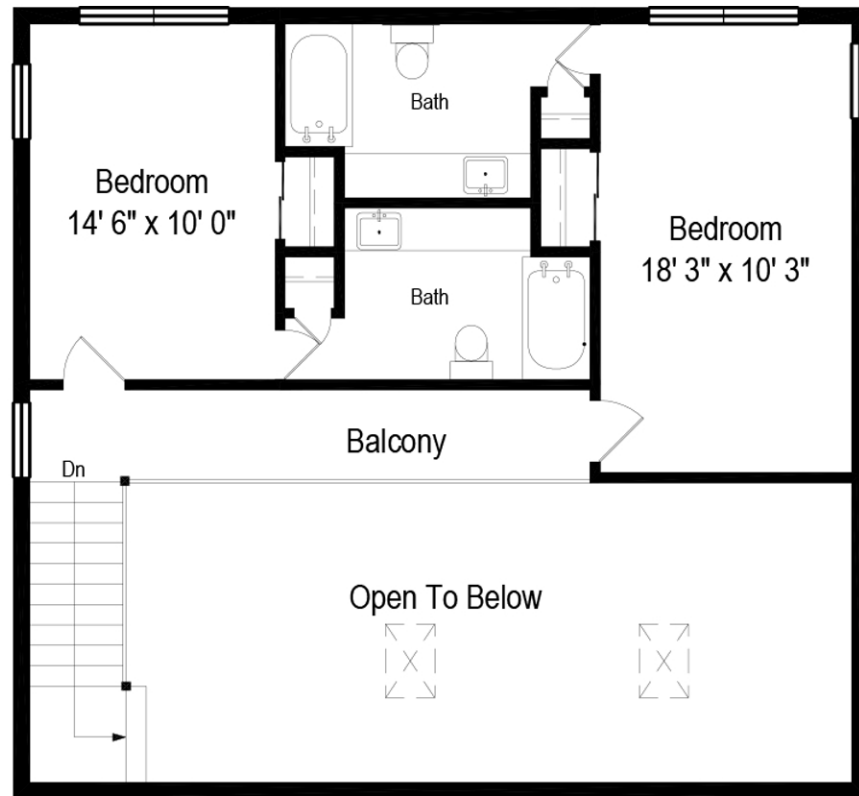 Bath
Bedroom
14' 6" x 10' 0"
Bedroom
18' 3" x 10' 3"
Bath
Balcony
Dn
Open To Below